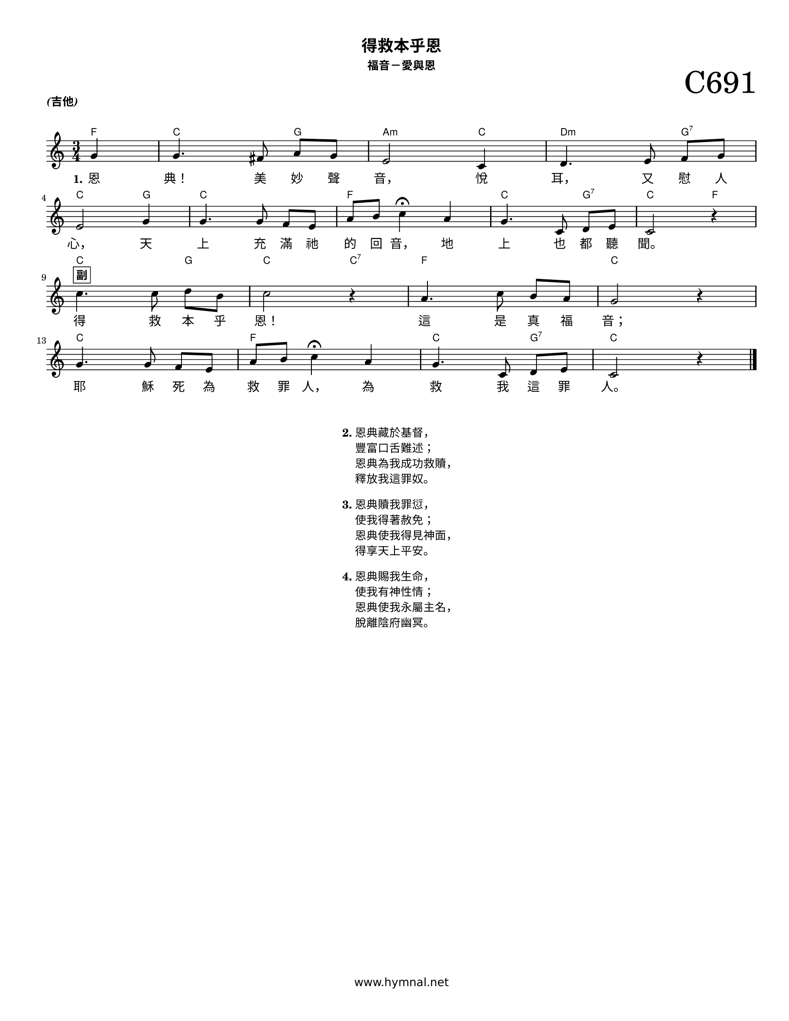 得救本乎恩
福音－愛與恩
C691
(吉他)
F C G Am C Dm G7
1. 恩 典！ 美 妙 聲 音， 悅 耳， 又 慰 人
4 C G C F C G7 C F
心， 天 上 充 滿 祂 的 回 音， 地 上 也 都 聽 聞。
9 副 C G C C7 F C
得 救 本 乎 恩！ 這 是 真 福 音；
13 C F C G7 C
耶 穌 死 為 救 罪 人， 為 救 我 這 罪 人。
2. 恩典藏於基督，
豐富口舌難述；
恩典為我成功救贖，
釋放我這罪奴。
3. 恩典贖我罪愆，
使我得著赦免；
恩典使我得見神面，
得享天上平安。
4. 恩典賜我生命，
使我有神性情；
恩典使我永屬主名，
脫離陰府幽冥。
www.hymnal.net